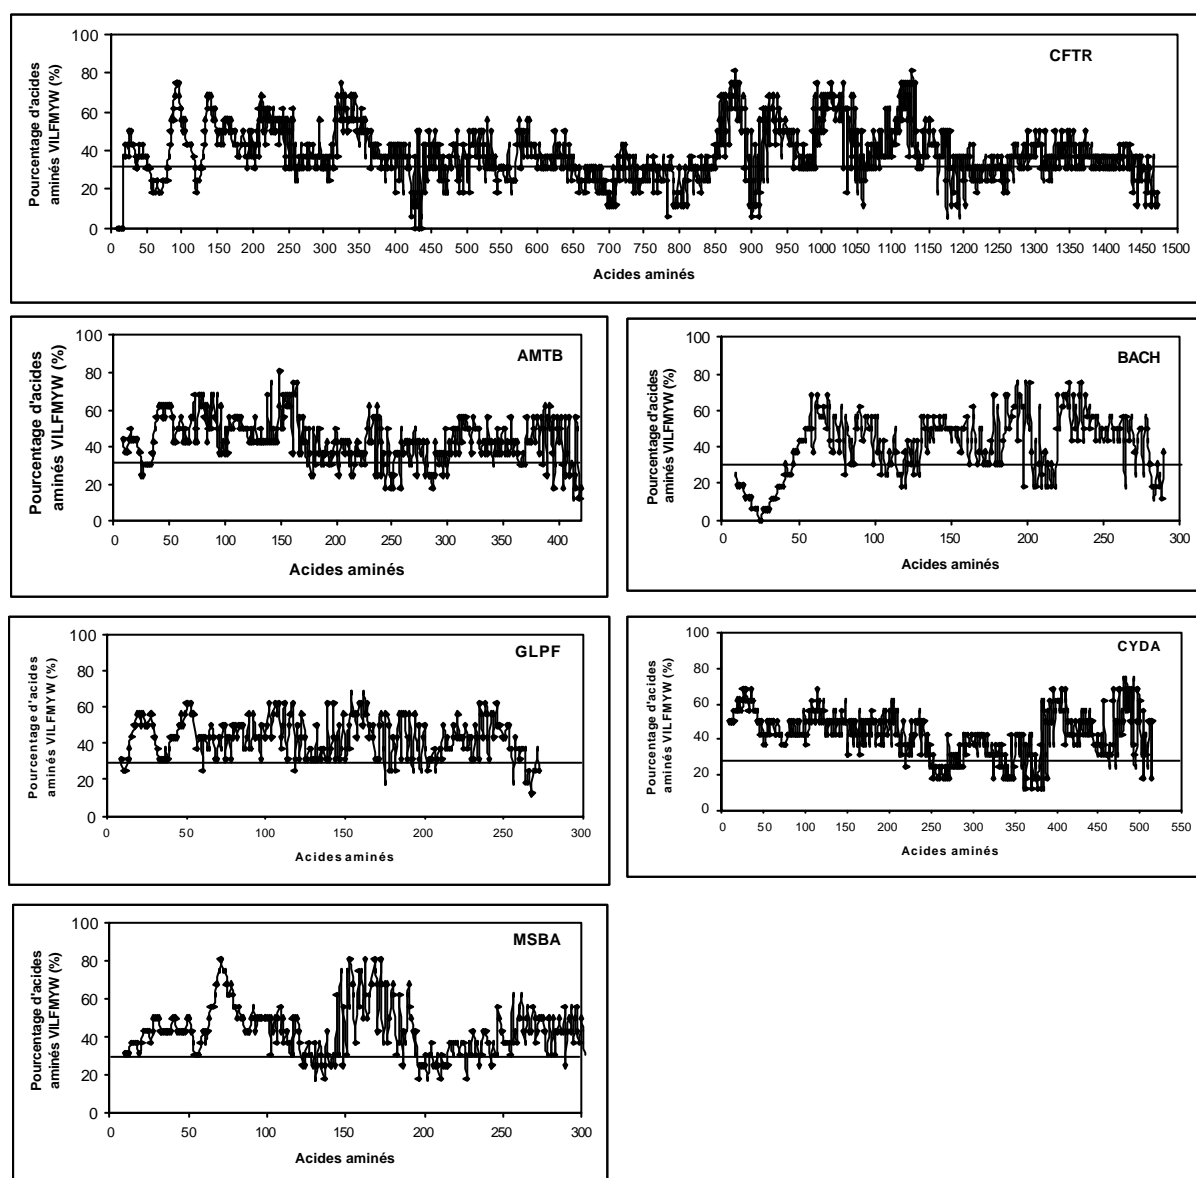 CFTR
Pourcentage d'acides
aminés VILFMYW (%)
100
80
60
40
20
0
0 50 100 150 200 250 300 350 400 450 500 550 600 650 700 750 800 850 900 950 1000 1050 1100 1150 1200 1250 1300 1350 1400 1450 1500
Acides aminés
AMTB
Pourcentage d'acides
aminés VILFMYW (%)
100
80
60
40
20
0
0 50 100 150 200 250 300 350 400
Acides aminés
BACH
Pourcentage d'acides
aminés VILFMYW (%)
100
80
60
40
20
0
0 50 100 150 200 250 300
Acides aminés
GLPF
Pourcentage d'acides
aminés VILFMYW (%)
100
80
60
40
20
0
0 50 100 150 200 250 300
Acides aminés
CYDA
Pourcentage d'acides
aminés VILFMYW (%)
100
80
60
40
20
0
0 50 100 150 200 250 300 350 400 450 500 550
Acides aminés
MSBA
Pourcentage d'acides
aminés VILFMYW (%)
100
80
60
40
20
0
0 50 100 150 200 250 300
Acides aminés